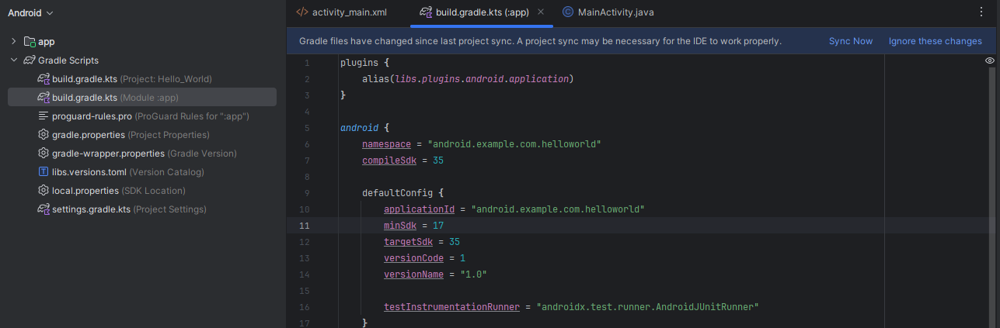 Android
app
Gradle Scripts
build.gradle.kts (Project: Hello_World)
build.gradle.kts (Module :app)
proguard-rules.pro (ProGuard Rules for ":app")
gradle.properties (Project Properties)
gradle-wrapper.properties (Gradle Version)
libs.versions.toml (Version Catalog)
local.properties (SDK Location)
settings.gradle.kts (Project Settings)
</> activity_main.xml build.gradle.kts (:app) × MainActivity.java
Gradle files have changed since last project sync. A project sync may be necessary for the IDE to work properly. Sync Now Ignore these changes
1 plugins {
2     alias(libs.plugins.android.application)
3 }
4
5 android {
6     namespace = "android.example.com.helloworld"
7     compileSdk = 35
8
9     defaultConfig {
10         applicationId = "android.example.com.helloworld"
11         minSdk = 17
12         targetSdk = 35
13         versionCode = 1
14         versionName = "1.0"
15
16         testInstrumentationRunner = "androidx.test.runner.AndroidJUnitRunner"
17     }